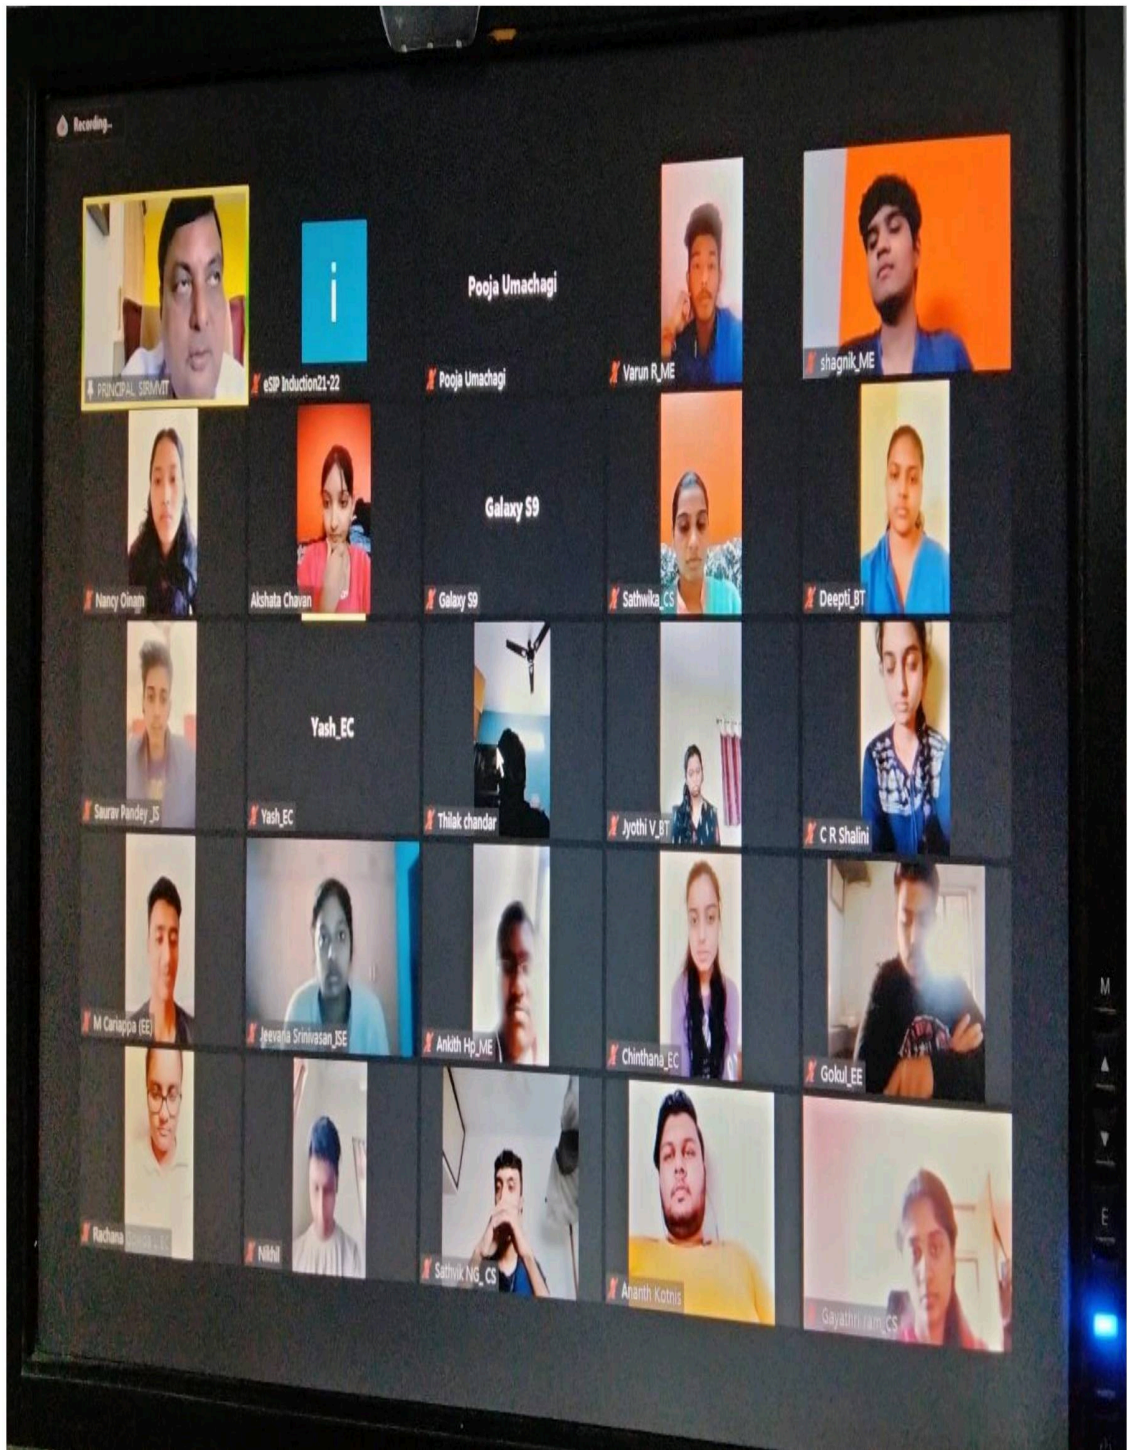 Recording...
i
Pooja Umachagi
PRINCIPAL_SIRMVIT
eSIP Induction21-22
Pooja Umachagi
Varun R_ME
shagnik_ME
Galaxy S9
Nancy Oinam
Akshata Chavan
Galaxy S9
Sathwika_CS
Deepti_BT
Yash_EC
Saurav Pandey_IS
Yash_EC
Thilak chandar
Jyothi V_BT
C R Shalini
M Cariappa (EE)
Jeevana Srinivasan_ISE
Ankith Hp_ME
Chinthana_EC
Gokul_EE
Rachana
Nikhil
Sathvik NG_ CS
Ananth Kotnis
Gayathri.ram_CS
M
E